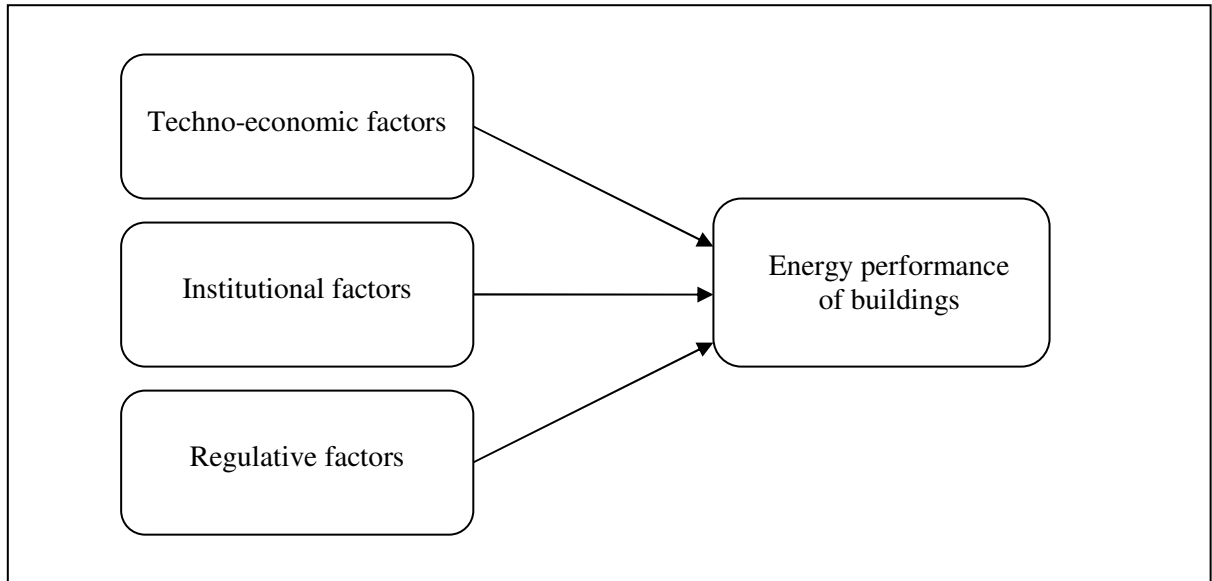 Techno-economic factors
Institutional factors
Regulative factors
Energy performance
of buildings